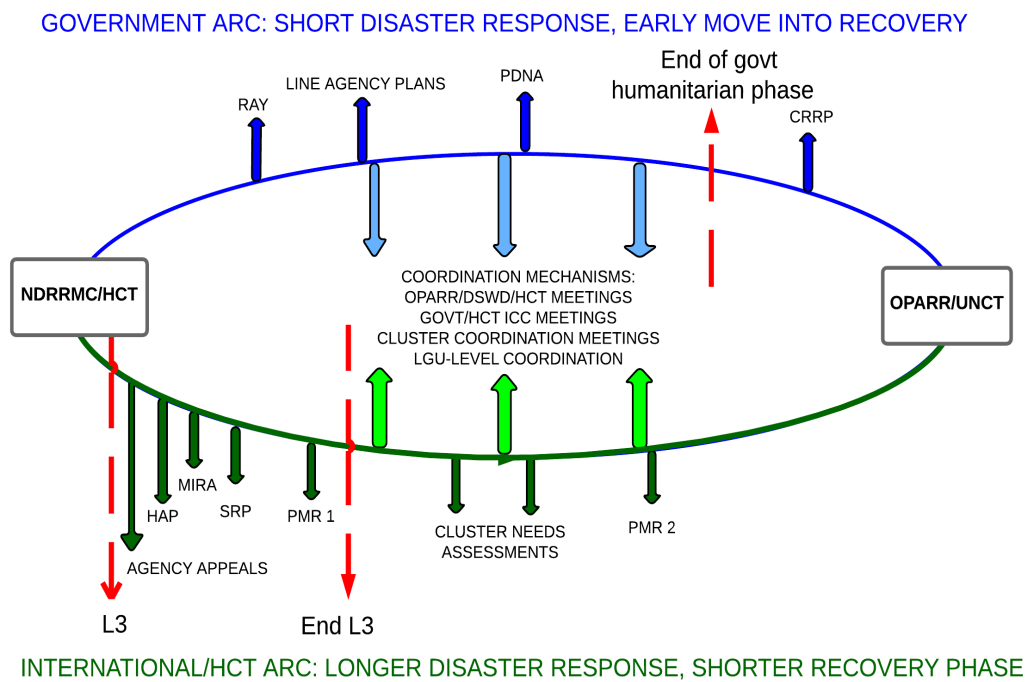 GOVERNMENT ARC: SHORT DISASTER RESPONSE, EARLY MOVE INTO RECOVERY
End of govt
humanitarian phase
PDNA
LINE AGENCY PLANS
RAY
CRRP
NDRRMC/HCT
OPARR/UNCT
COORDINATION MECHANISMS:
OPARR/DSWD/HCT MEETINGS
GOVT/HCT ICC MEETINGS
CLUSTER COORDINATION MEETINGS
LGU-LEVEL COORDINATION
MIRA
HAP
SRP
PMR 1
CLUSTER NEEDS
ASSESSMENTS
PMR 2
AGENCY APPEALS
L3
End L3
INTERNATIONAL/HCT ARC: LONGER DISASTER RESPONSE, SHORTER RECOVERY PHASE